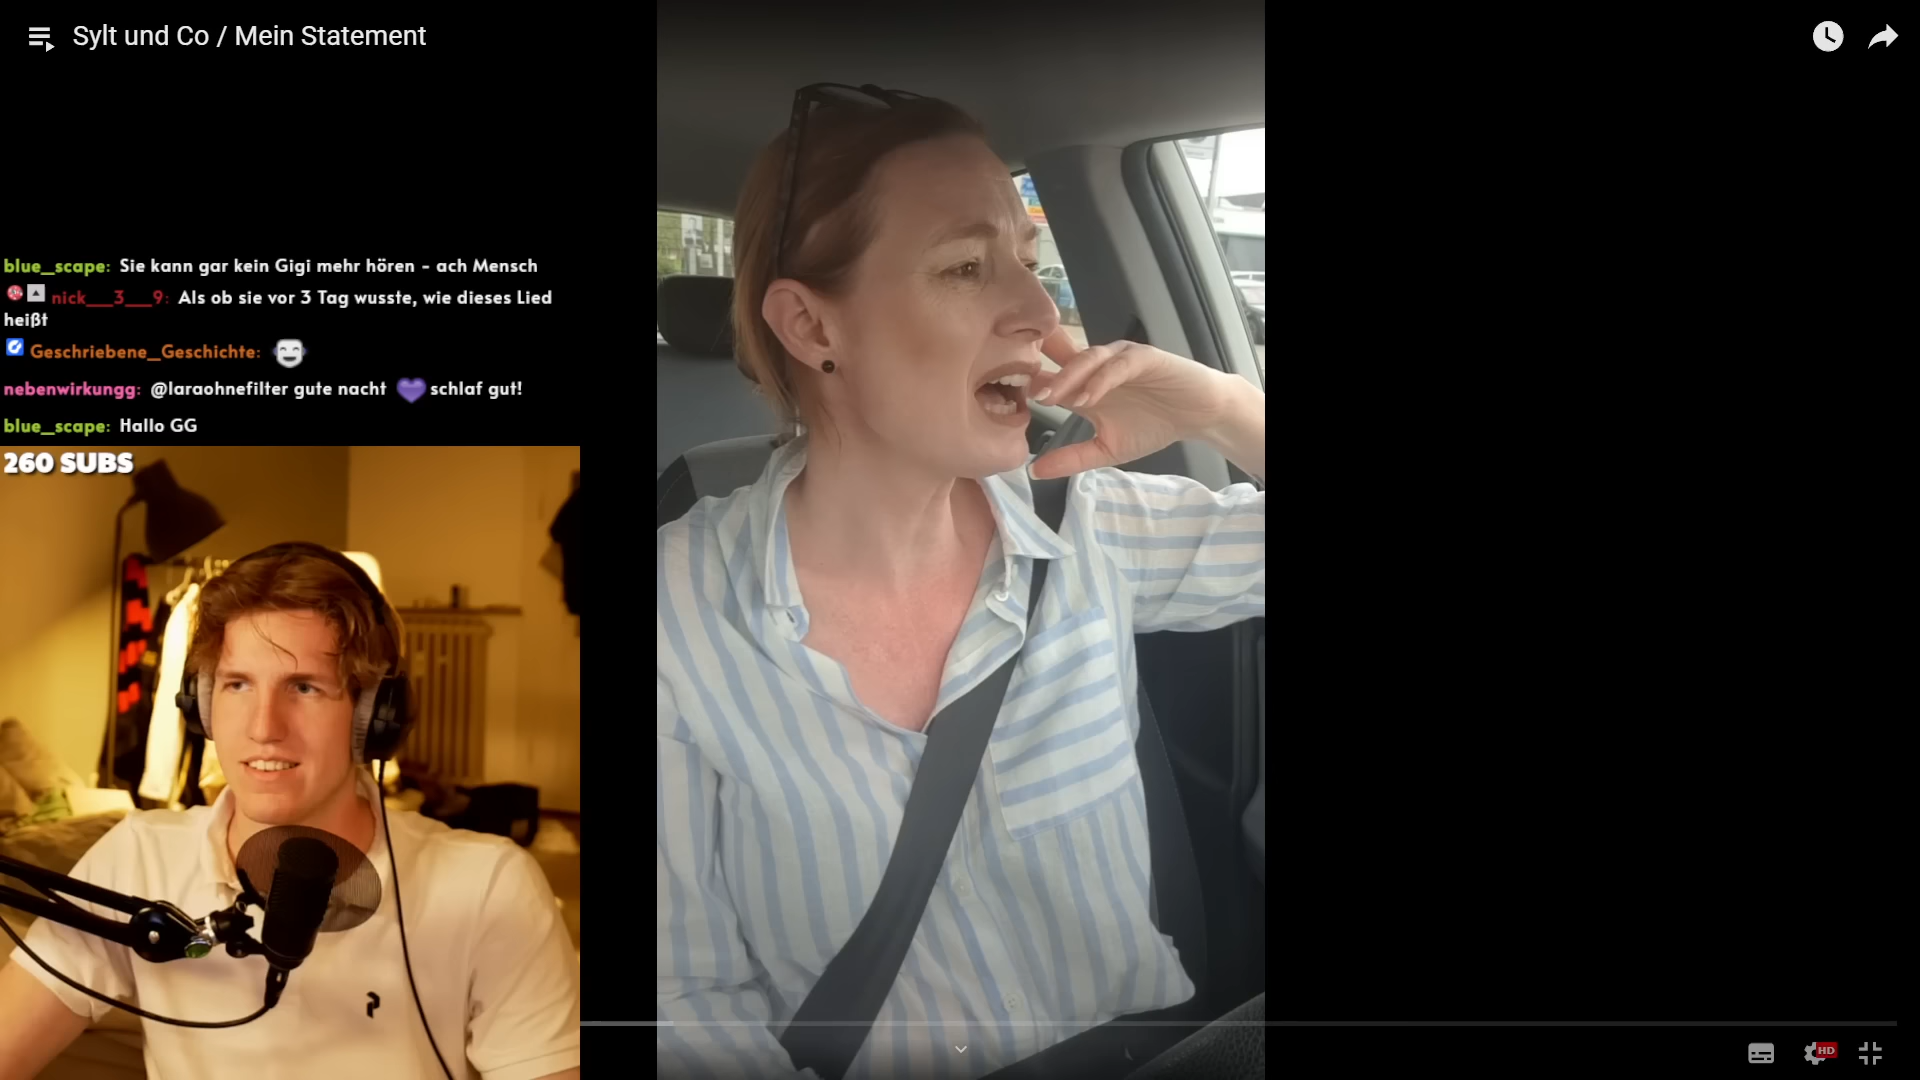 Sylt und Co / Mein Statement
blue_scape: Sie kann gar kein Gigi mehr hören - ach Mensch
nick___3__9: Als ob sie vor 3 Tag wusste, wie dieses Lied
heißt
Geschriebene_Geschichte:
nebenwirkungg: @laraohnefilter gute nacht schlaf gut!
blue_scape: Hallo GG
260 SUBS
HD